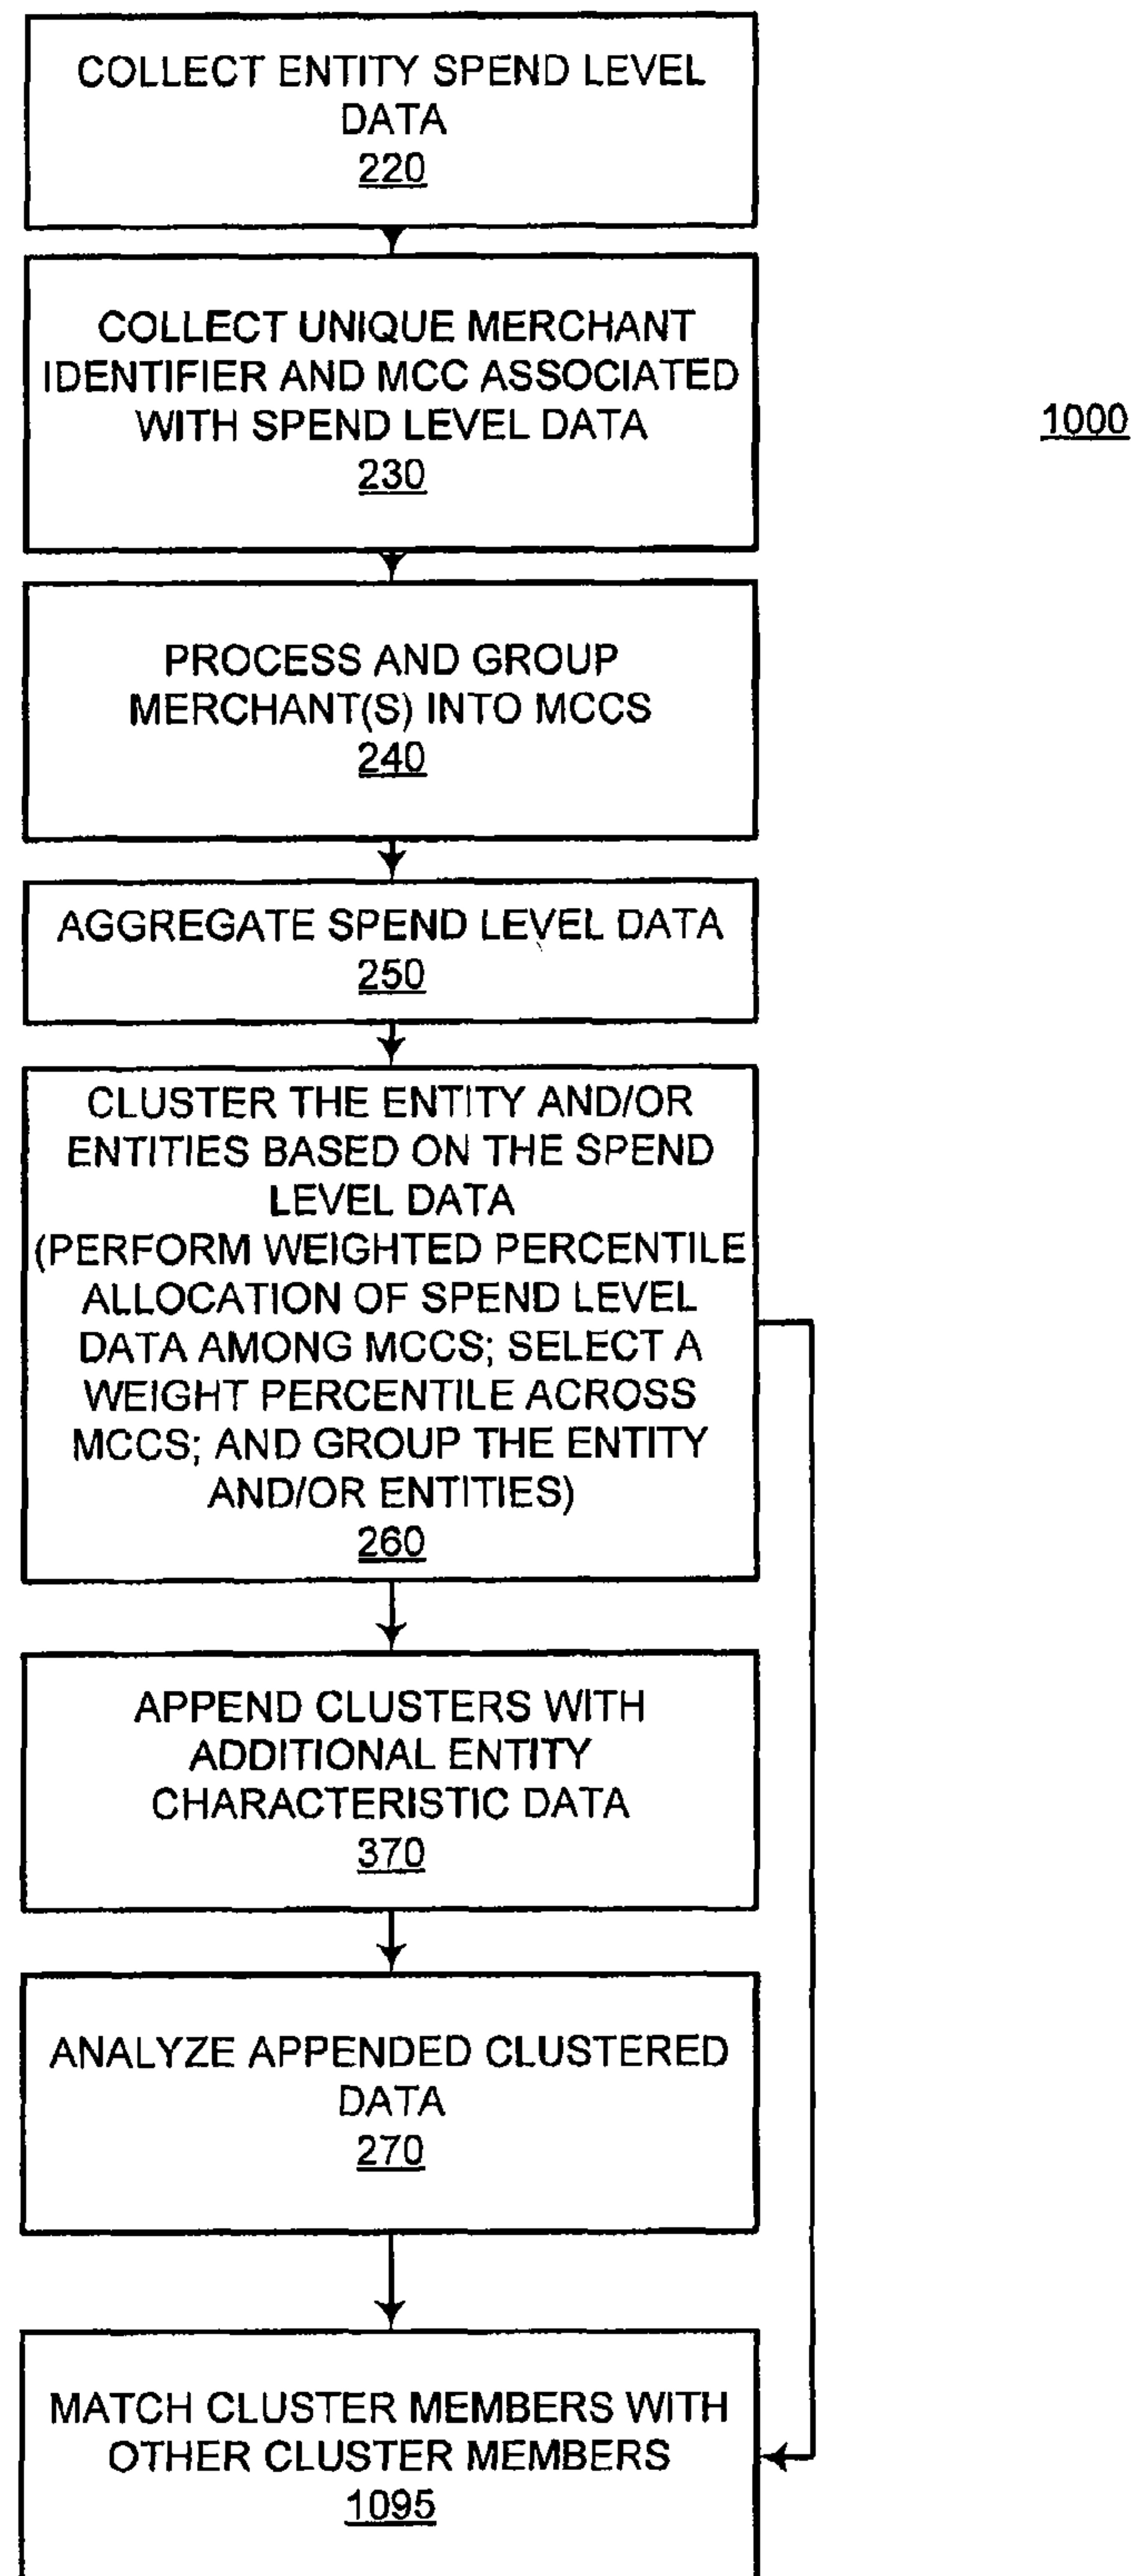 COLLECT ENTITY SPEND LEVEL
DATA
220
COLLECT UNIQUE MERCHANT
IDENTIFIER AND MCC ASSOCIATED
WITH SPEND LEVEL DATA
230
1000
PROCESS AND GROUP
MERCHANT(S) INTO MCCS
240
AGGREGATE SPEND LEVEL DATA
250
CLUSTER THE ENTITY AND/OR
ENTITIES BASED ON THE SPEND
LEVEL DATA
(PERFORM WEIGHTED PERCENTILE
ALLOCATION OF SPEND LEVEL
DATA AMONG MCCS; SELECT A
WEIGHT PERCENTILE ACROSS
MCCS; AND GROUP THE ENTITY
AND/OR ENTITIES)
260
APPEND CLUSTERS WITH
ADDITIONAL ENTITY
CHARACTERISTIC DATA
370
ANALYZE APPENDED CLUSTERED
DATA
270
MATCH CLUSTER MEMBERS WITH
OTHER CLUSTER MEMBERS
1095